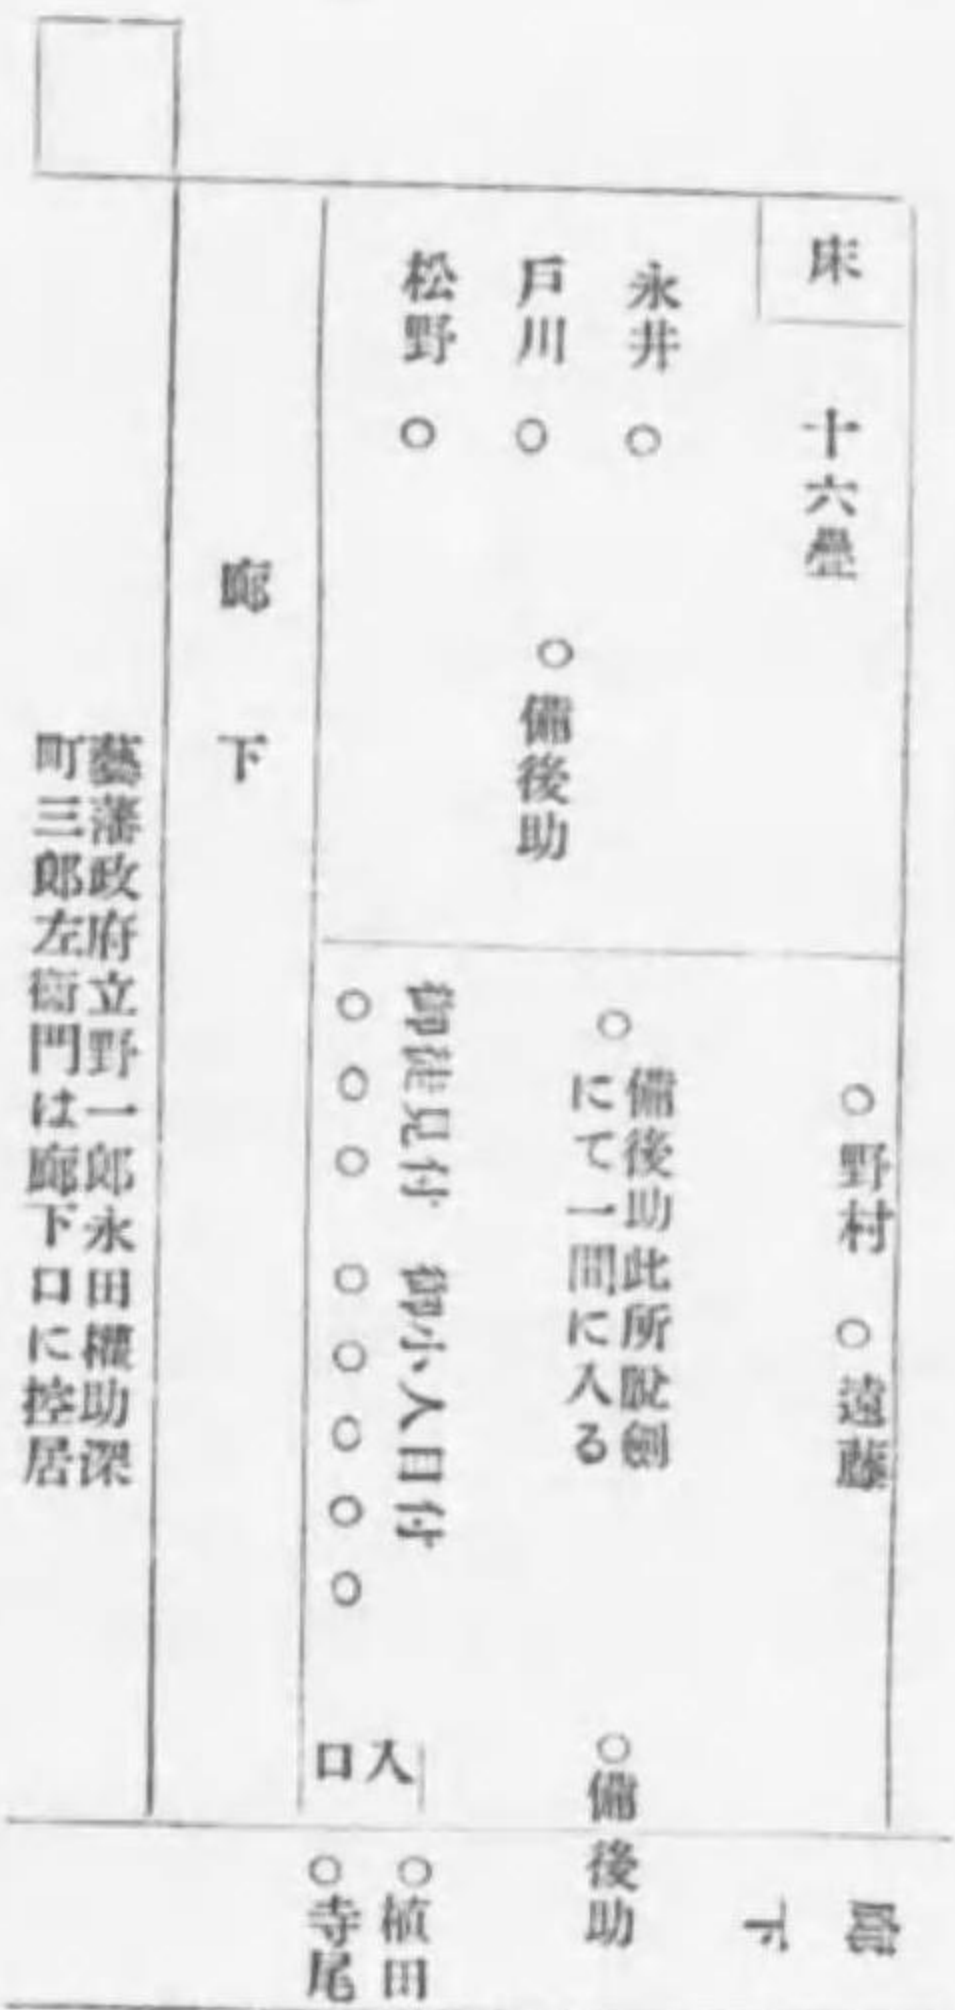 床
十六疊
永井 ○
戸川 ○
松野 ○
○ 備後助
○ 野村 ○ 遠藤
○ 備後助此所脫劍
にて一間に入る
御徒目付 御小人目付
○ ○ ○ ○ ○ ○ ○ ○
○備後助
入口
廊下
○植田
○寺尾
廊下
藝藩政府立野一郎永田權助深
町三郎左衞門は廊下口に控居